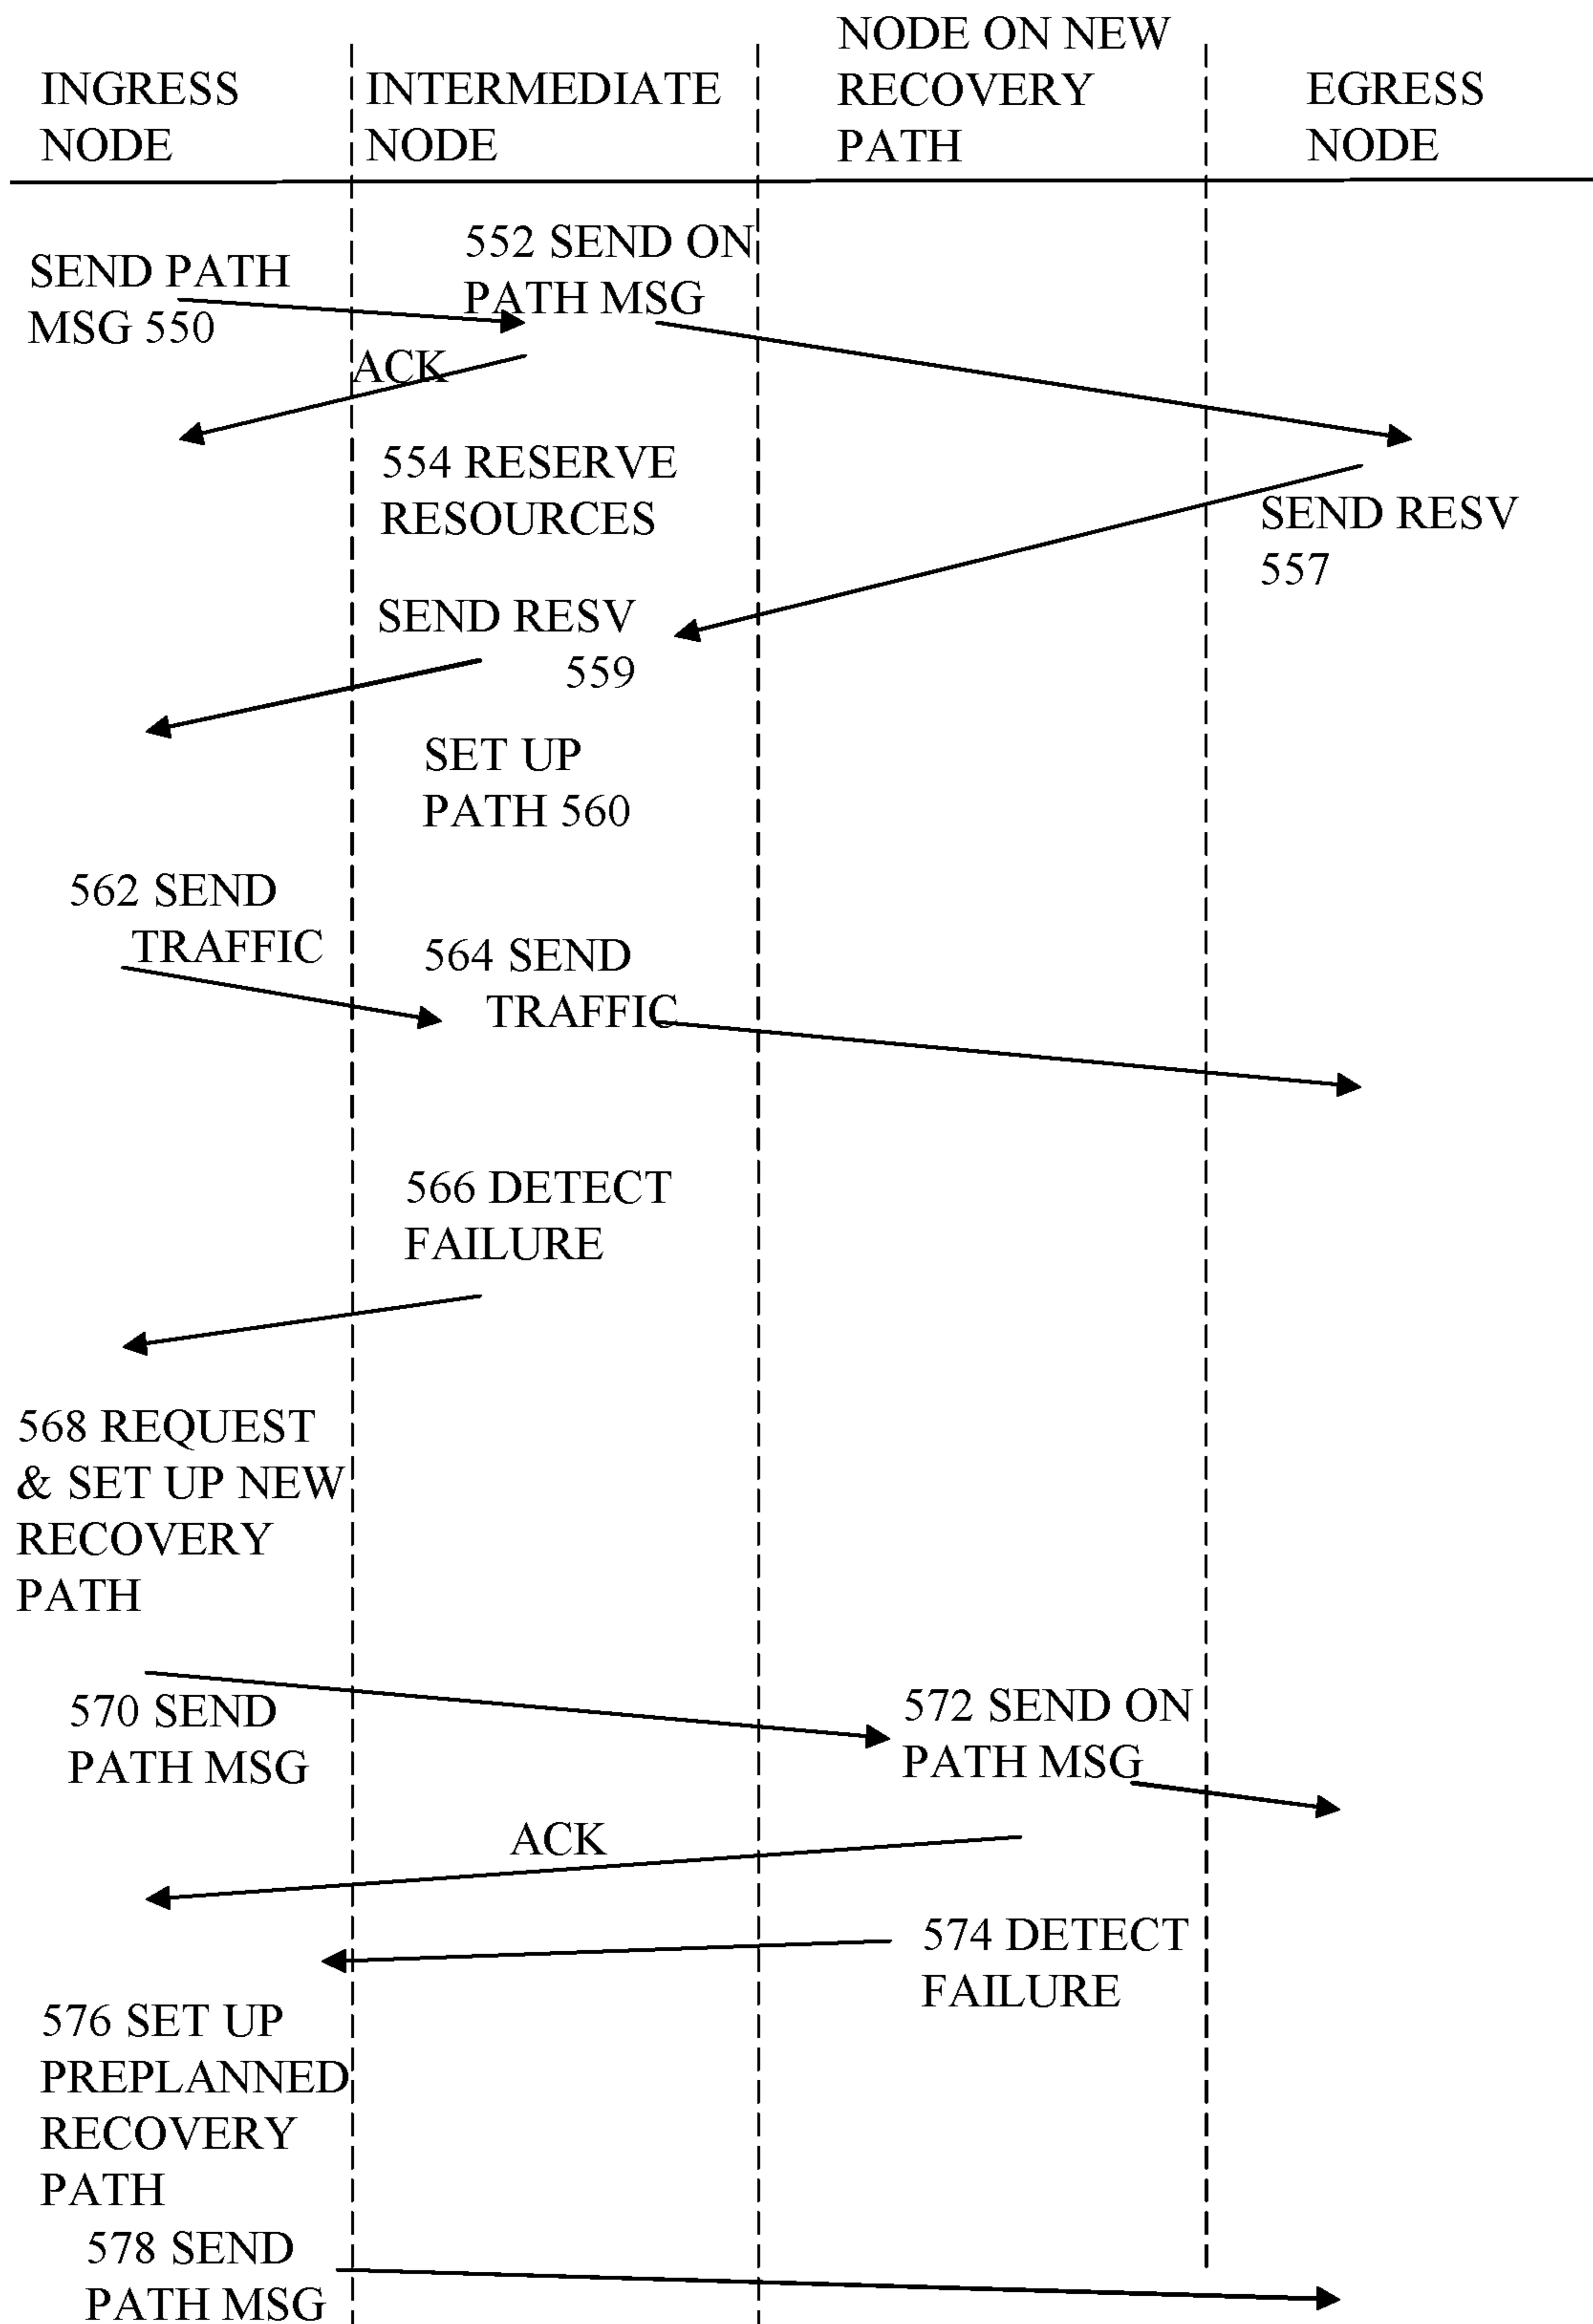 INGRESS
NODE
INTERMEDIATE
NODE
NODE ON NEW
RECOVERY
PATH
EGRESS
NODE
SEND PATH
MSG 550
552 SEND ON
PATH MSG
ACK
554 RESERVE
RESOURCES
SEND RESV
557
SEND RESV
559
SET UP
PATH 560
562 SEND
TRAFFIC
564 SEND
TRAFFIC
566 DETECT
FAILURE
568 REQUEST
& SET UP NEW
RECOVERY
PATH
570 SEND
PATH MSG
572 SEND ON
PATH MSG
ACK
574 DETECT
FAILURE
576 SET UP
PREPLANNED
RECOVERY
PATH
578 SEND
PATH MSG